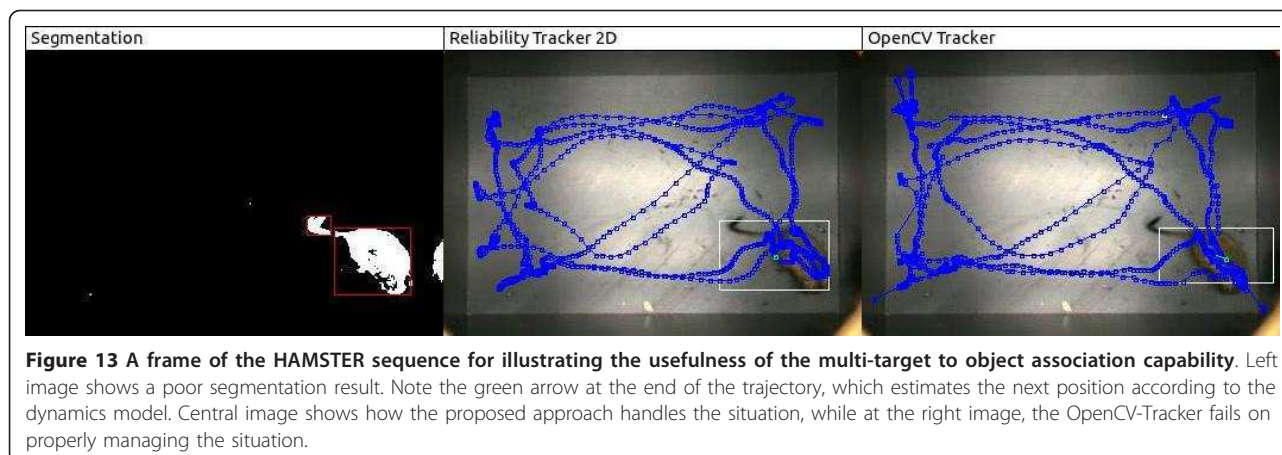 Segmentation
Reliability Tracker 2D
OpenCV Tracker
Figure 13 A frame of the HAMSTER sequence for illustrating the usefulness of the multi-target to object association capability. Left
image shows a poor segmentation result. Note the green arrow at the end of the trajectory, which estimates the next position according to the
dynamics model. Central image shows how the proposed approach handles the situation, while at the right image, the OpenCV-Tracker fails on
properly managing the situation.